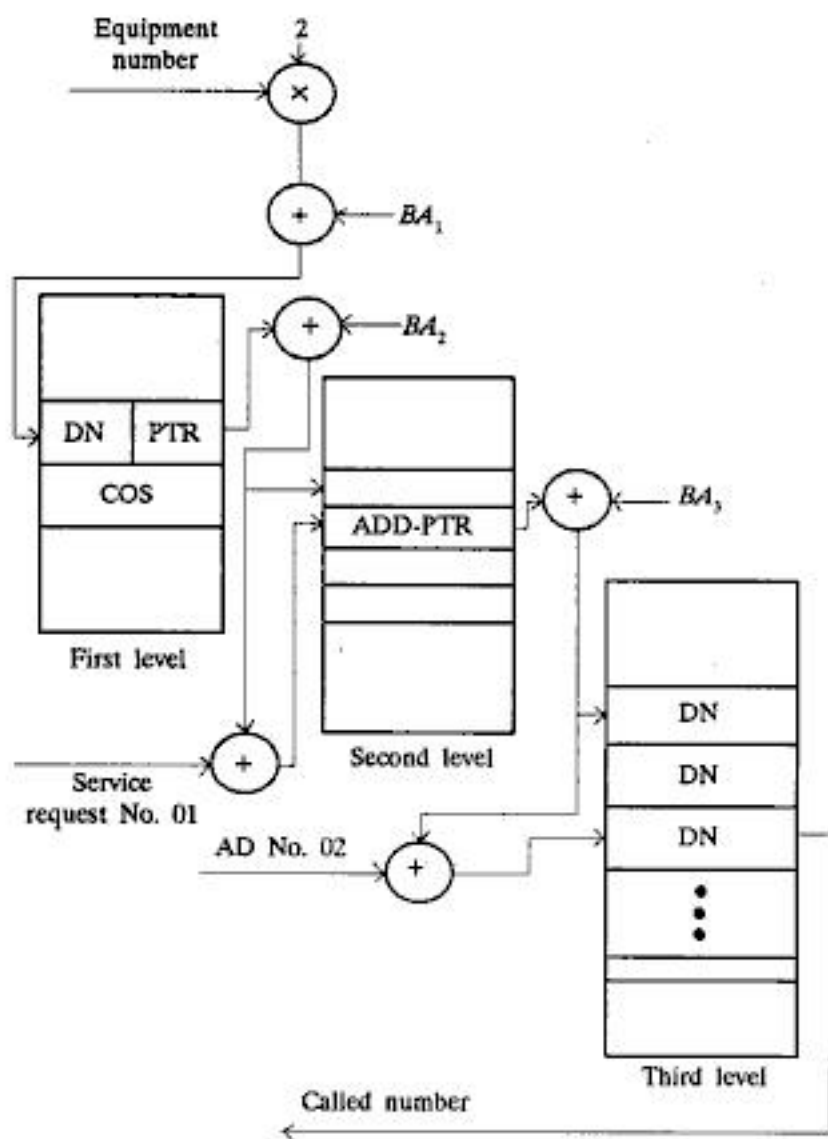 Equipment
number
2
×
+
BA₁
+
BA₂
DN PTR
COS
First level
ADD-PTR
+
BA₃
Second level
+
Service
request No. 01
AD No. 02
+
DN
DN
DN
Third level
Called number